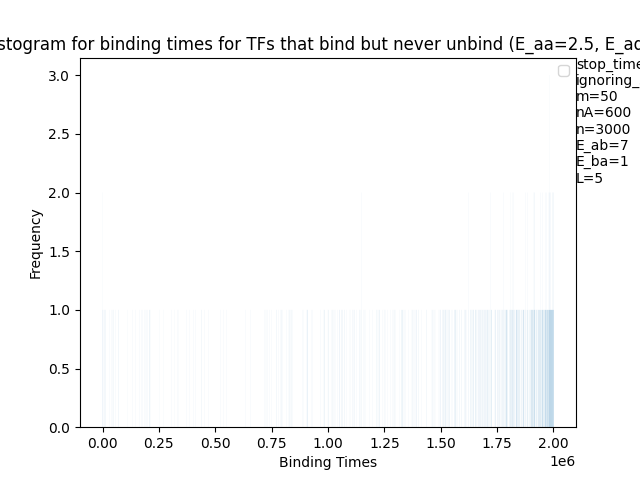 stogram for binding times for TFs that bind but never unbind (E_aa=2.5, E_ad
stop_time
ignoring_
m=50
nA=600
n=3000
E_ab=7
E_ba=1
L=5
Frequency
3.0
2.5
2.0
1.5
1.0
0.5
0.0
0.00 0.25 0.50 0.75 1.00 1.25 1.50 1.75 2.00
1e6
Binding Times